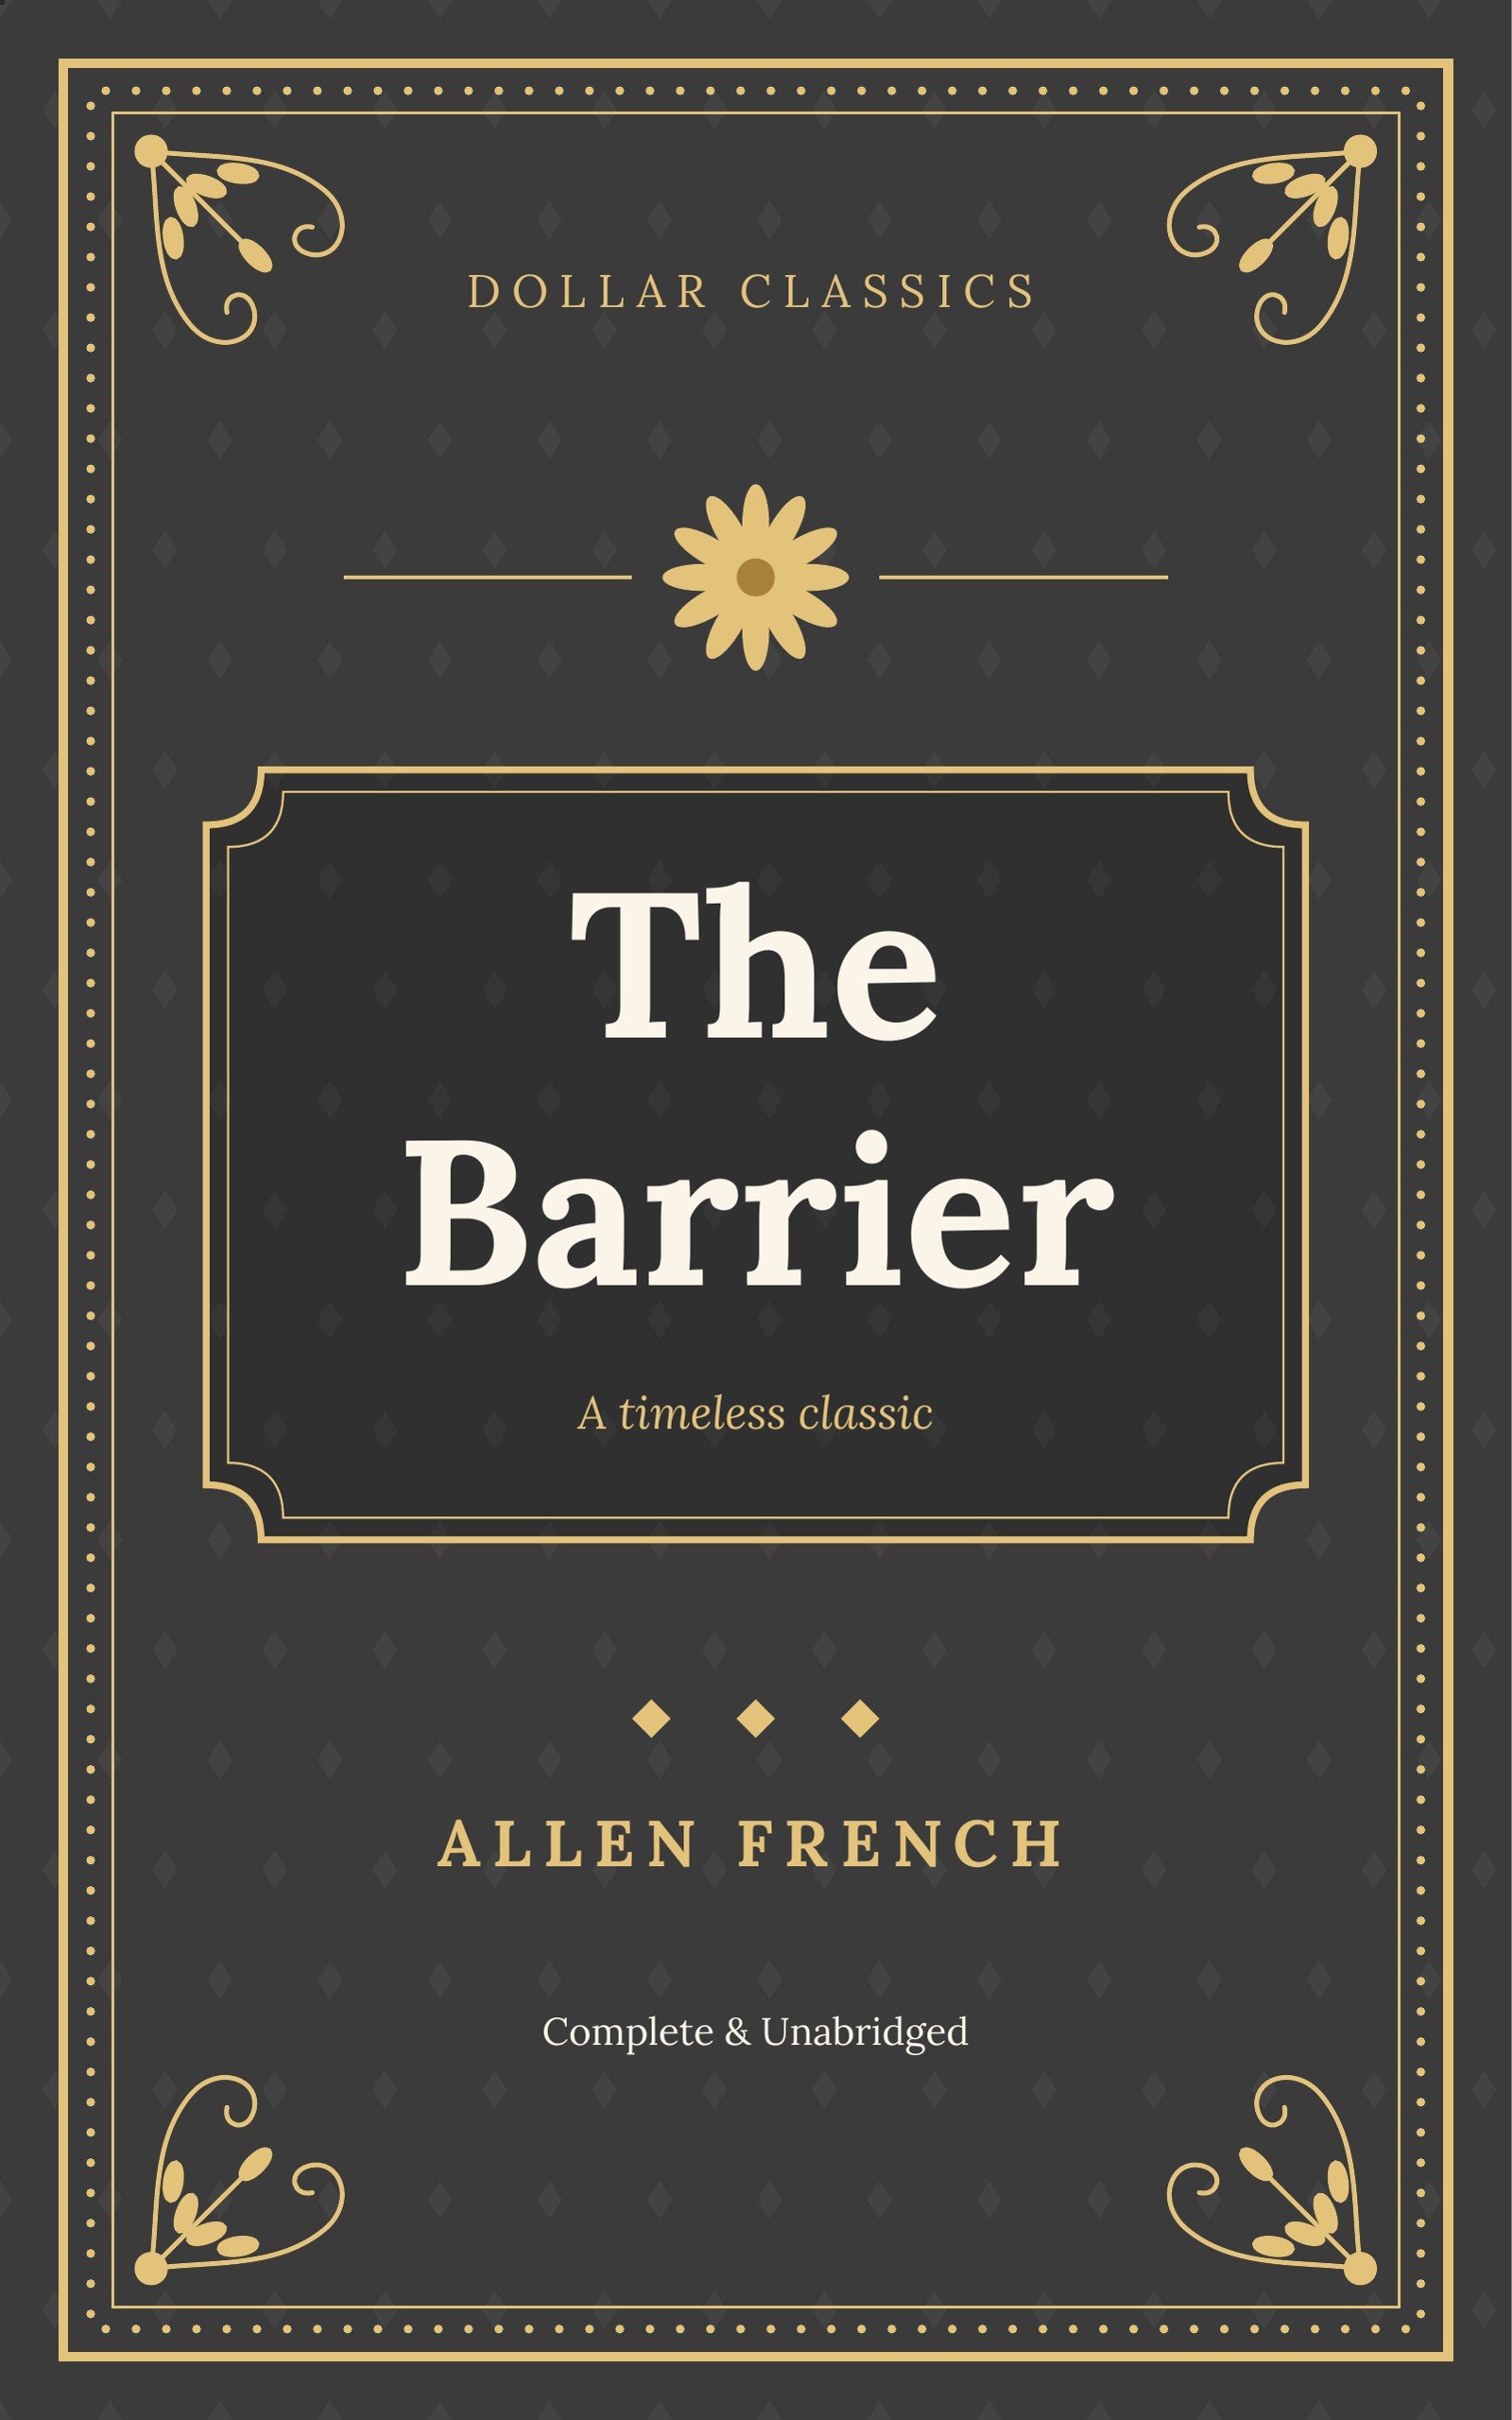 DOLLAR CLASSICS
The
Barrier
A timeless classic
ALLEN FRENCH
Complete & Unabridged